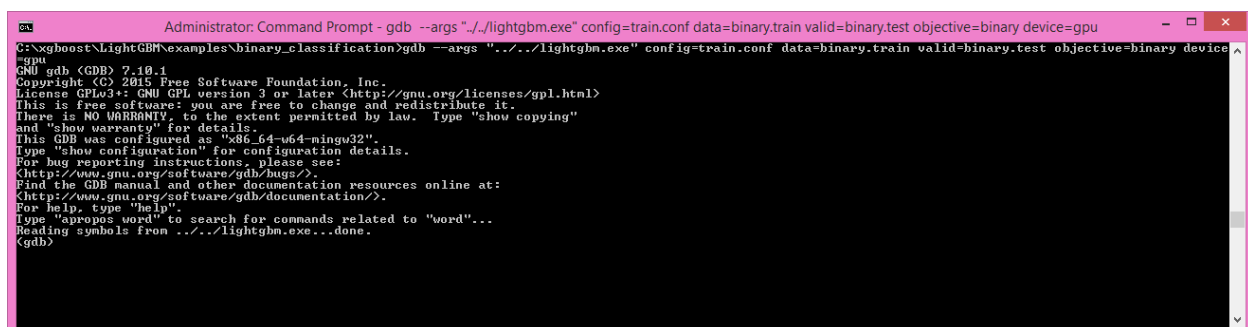 Administrator: Command Prompt - gdb --args "../../lightgbm.exe" config=train.conf data=binary.train valid=binary.test objective=binary device=gpu
C:\xgboost\LightGBM\examples\binary_classification>gdb --args "../../lightgbm.exe" config=train.conf data=binary.train valid=binary.test objective=binary device
=gpu
GNU gdb (GDB) 7.10.1
Copyright (C) 2015 Free Software Foundation, Inc.
License GPLv3+: GNU GPL version 3 or later <http://gnu.org/licenses/gpl.html>
This is free software: you are free to change and redistribute it.
There is NO WARRANTY, to the extent permitted by law.  Type "show copying"
and "show warranty" for details.
This GDB was configured as "x86_64-w64-mingw32".
Type "show configuration" for configuration details.
For bug reporting instructions, please see:
<http://www.gnu.org/software/gdb/bugs/>.
Find the GDB manual and other documentation resources online at:
<http://www.gnu.org/software/gdb/documentation/>.
For help, type "help".
Type "apropos word" to search for commands related to "word"...
Reading symbols from ../../lightgbm.exe...done.
(gdb)